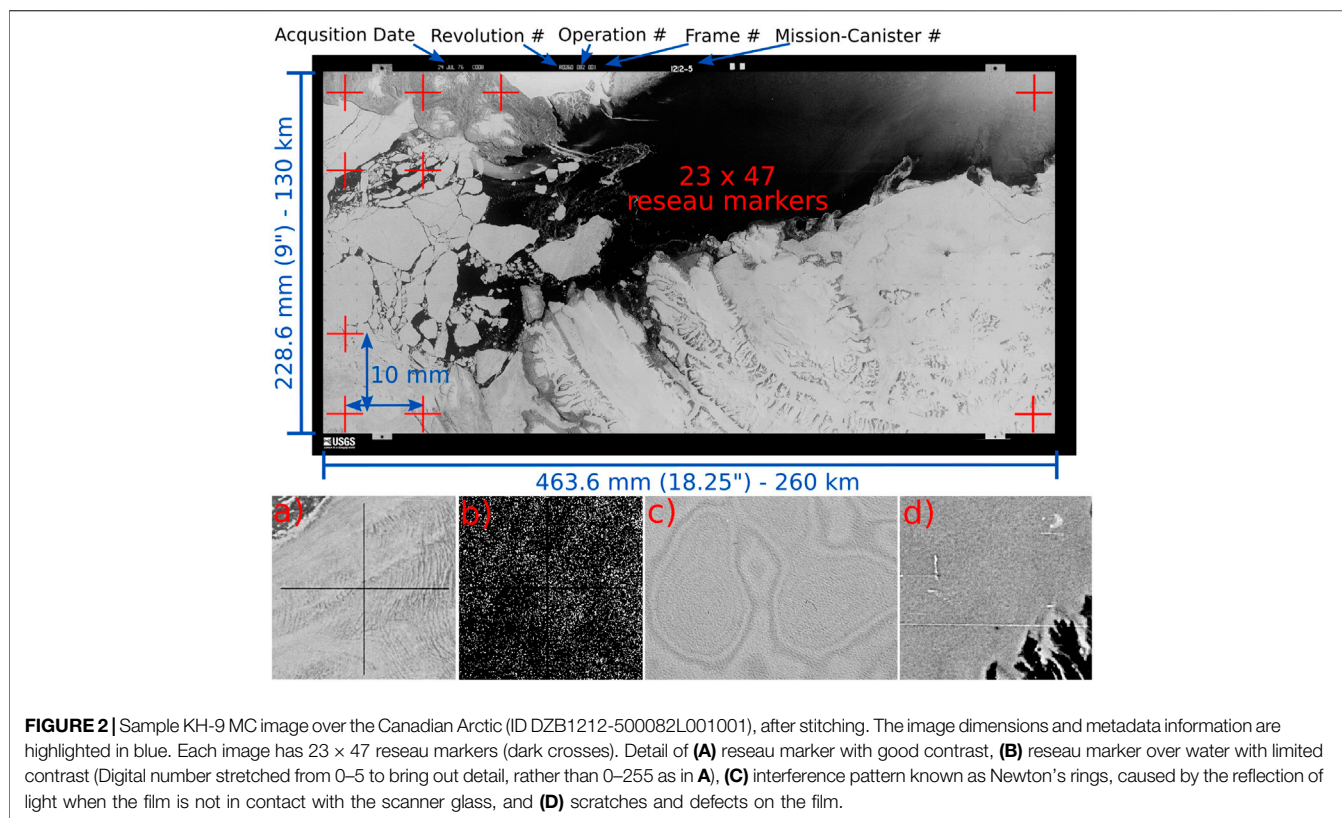 Acqusition Date Revolution # Operation # Frame # Mission-Canister #
24 JUL 76
1212-5
228.6 mm (9") - 130 km
23 x 47
reseau markers
10 mm
USGS
463.6 mm (18.25") - 260 km
a) b) c) d)
FIGURE 2 | Sample KH-9 MC image over the Canadian Arctic (ID DZB1212-500082L001001), after stitching. The image dimensions and metadata information are
highlighted in blue. Each image has 23 × 47 reseau markers (dark crosses). Detail of (A) reseau marker with good contrast, (B) reseau marker over water with limited
contrast (Digital number stretched from 0–5 to bring out detail, rather than 0–255 as in A), (C) interference pattern known as Newton's rings, caused by the reflection of
light when the film is not in contact with the scanner glass, and (D) scratches and defects on the film.